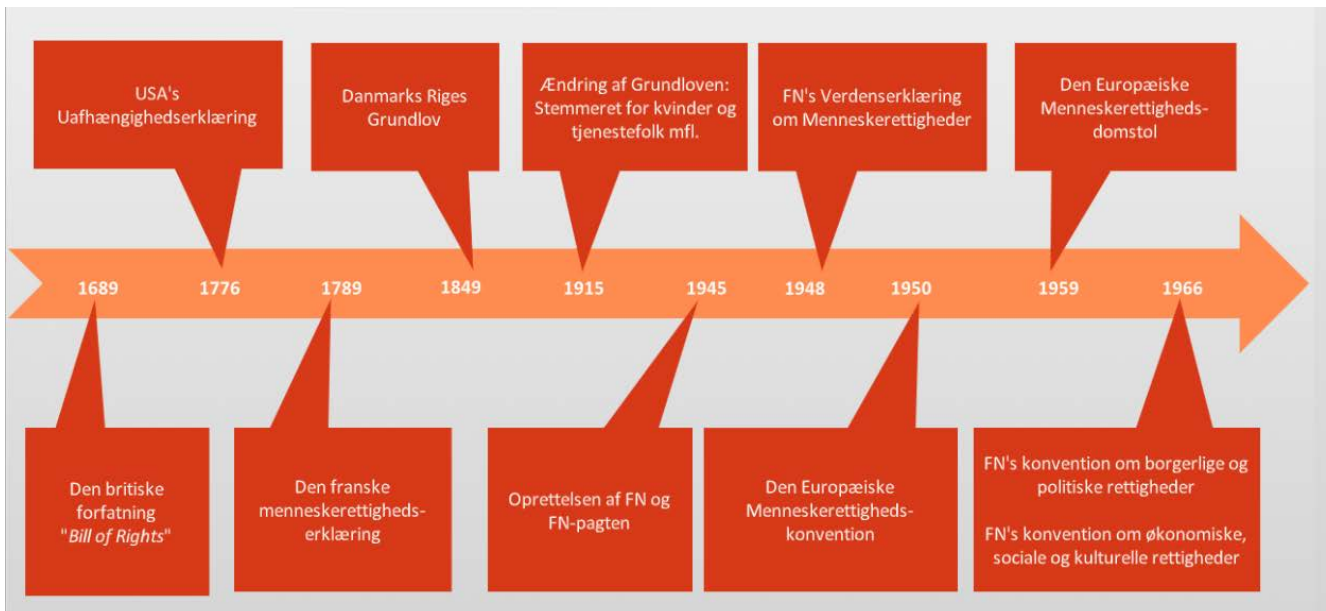 USA's
Uafhængighedserklæring
Danmarks Riges
Grundlov
Ændring af Grundloven:
Stemmeret for kvinder og
tjenestefolk mfl.
FN's Verdenserklæring
om Menneskerettigheder
Den Europæiske
Menneskerettigheds-
domstol
1689
1776
1789
1849
1915
1945
1948
1950
1959
1966
Den britiske
forfatning
"Bill of Rights"
Den franske
menneskerettigheds-
erklæring
Oprettelsen af FN og
FN-pagten
Den Europæiske
Menneskerettigheds-
konvention
FN's konvention om borgerlige og
politiske rettigheder
FN's konvention om økonomiske,
sociale og kulturelle rettigheder